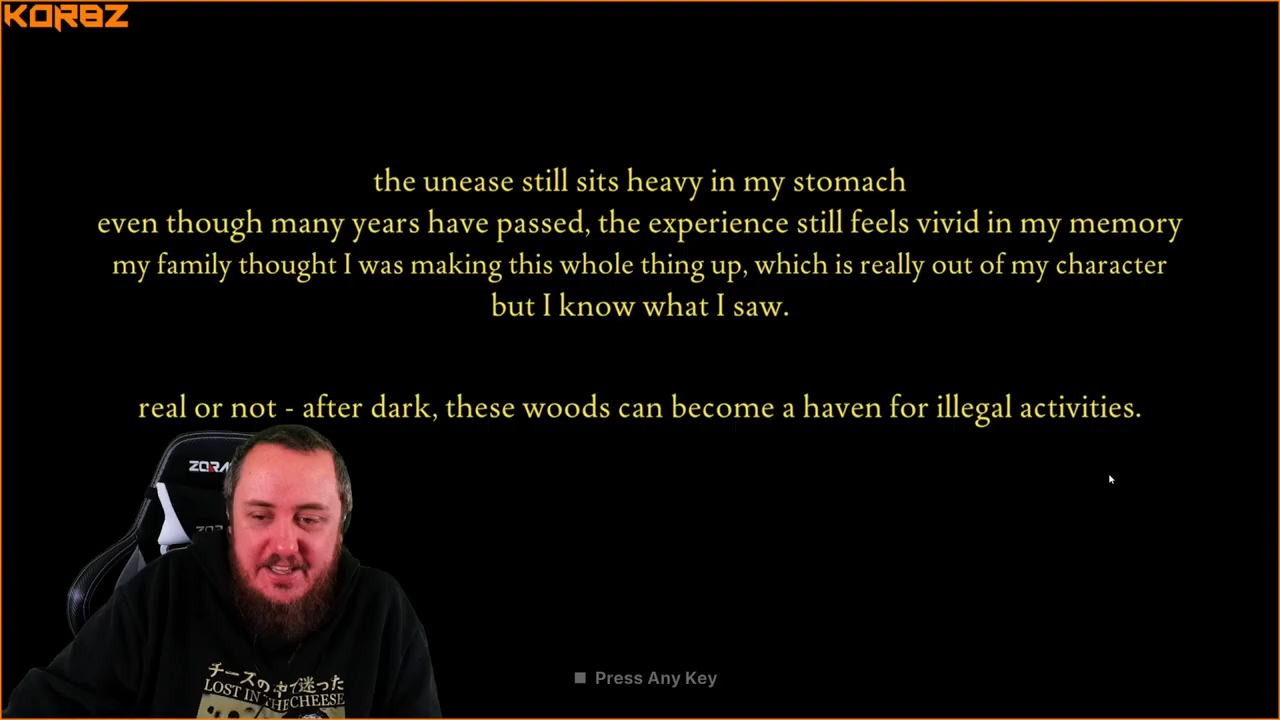 KORBZ
the unease still sits heavy in my stomach
even though many years have passed, the experience still feels vivid in my memory
my family thought I was making this whole thing up, which is really out of my character
but I know what I saw.
real or not - after dark, these woods can become a haven for illegal activities.
チーズの中で迷った
LOST IN THE CHEESE
Press Any Key